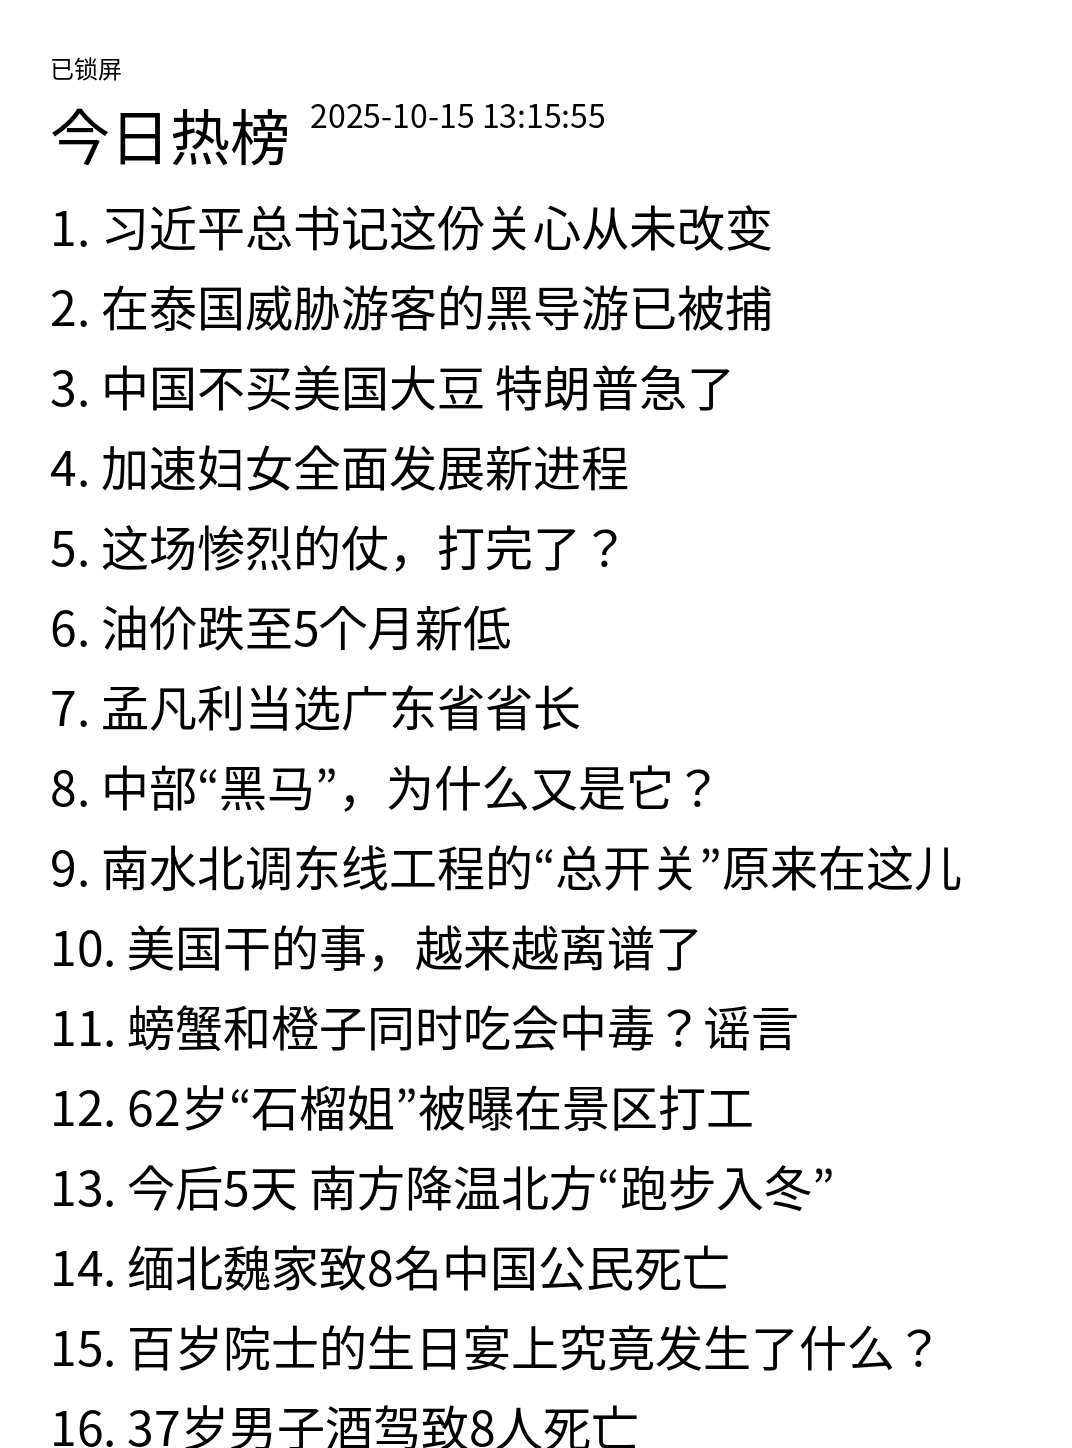 已锁屏
今日热榜 2025-10-15 13:15:55
1. 习近平总书记这份关心从未改变
2. 在泰国威胁游客的黑导游已被捕
3. 中国不买美国大豆 特朗普急了
4. 加速妇女全面发展新进程
5. 这场惨烈的仗，打完了？
6. 油价跌至5个月新低
7. 孟凡利当选广东省省长
8. 中部“黑马”，为什么又是它？
9. 南水北调东线工程的“总开关”原来在这儿
10. 美国干的事，越来越离谱了
11. 螃蟹和橙子同时吃会中毒？谣言
12. 62岁“石榴姐”被曝在景区打工
13. 今后5天 南方降温北方“跑步入冬”
14. 缅北魏家致8名中国公民死亡
15. 百岁院士的生日宴上究竟发生了什么？
16. 37岁男子酒驾致8人死亡